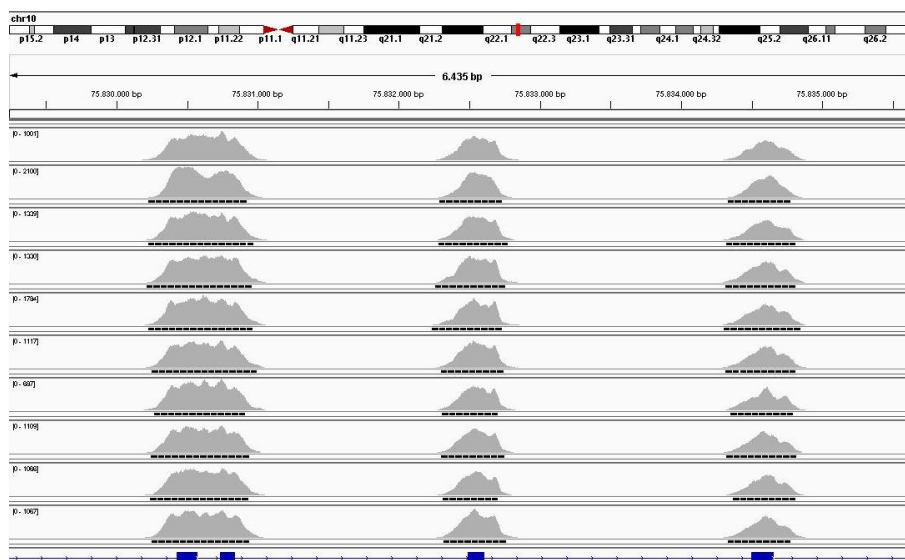 chr10
p15.2 p14 p13 p12.31 p12.1 p11.22 p11.1 q11.21 q11.23 q21.1 q21.2 q22.1 q22.3 q23.1 q23.31 q24.1 q24.32 q25.2 q26.11 q26.2
6.435 bp
75.830.000 bp 75.831.000 bp 75.832.000 bp 75.833.000 bp 75.834.000 bp 75.835.000 bp
[0 - 1001]
[0 - 2100]
[0 - 1339]
[0 - 1330]
[0 - 1784]
[0 - 1117]
[0 - 697]
[0 - 1109]
[0 - 1066]
[0 - 1067]